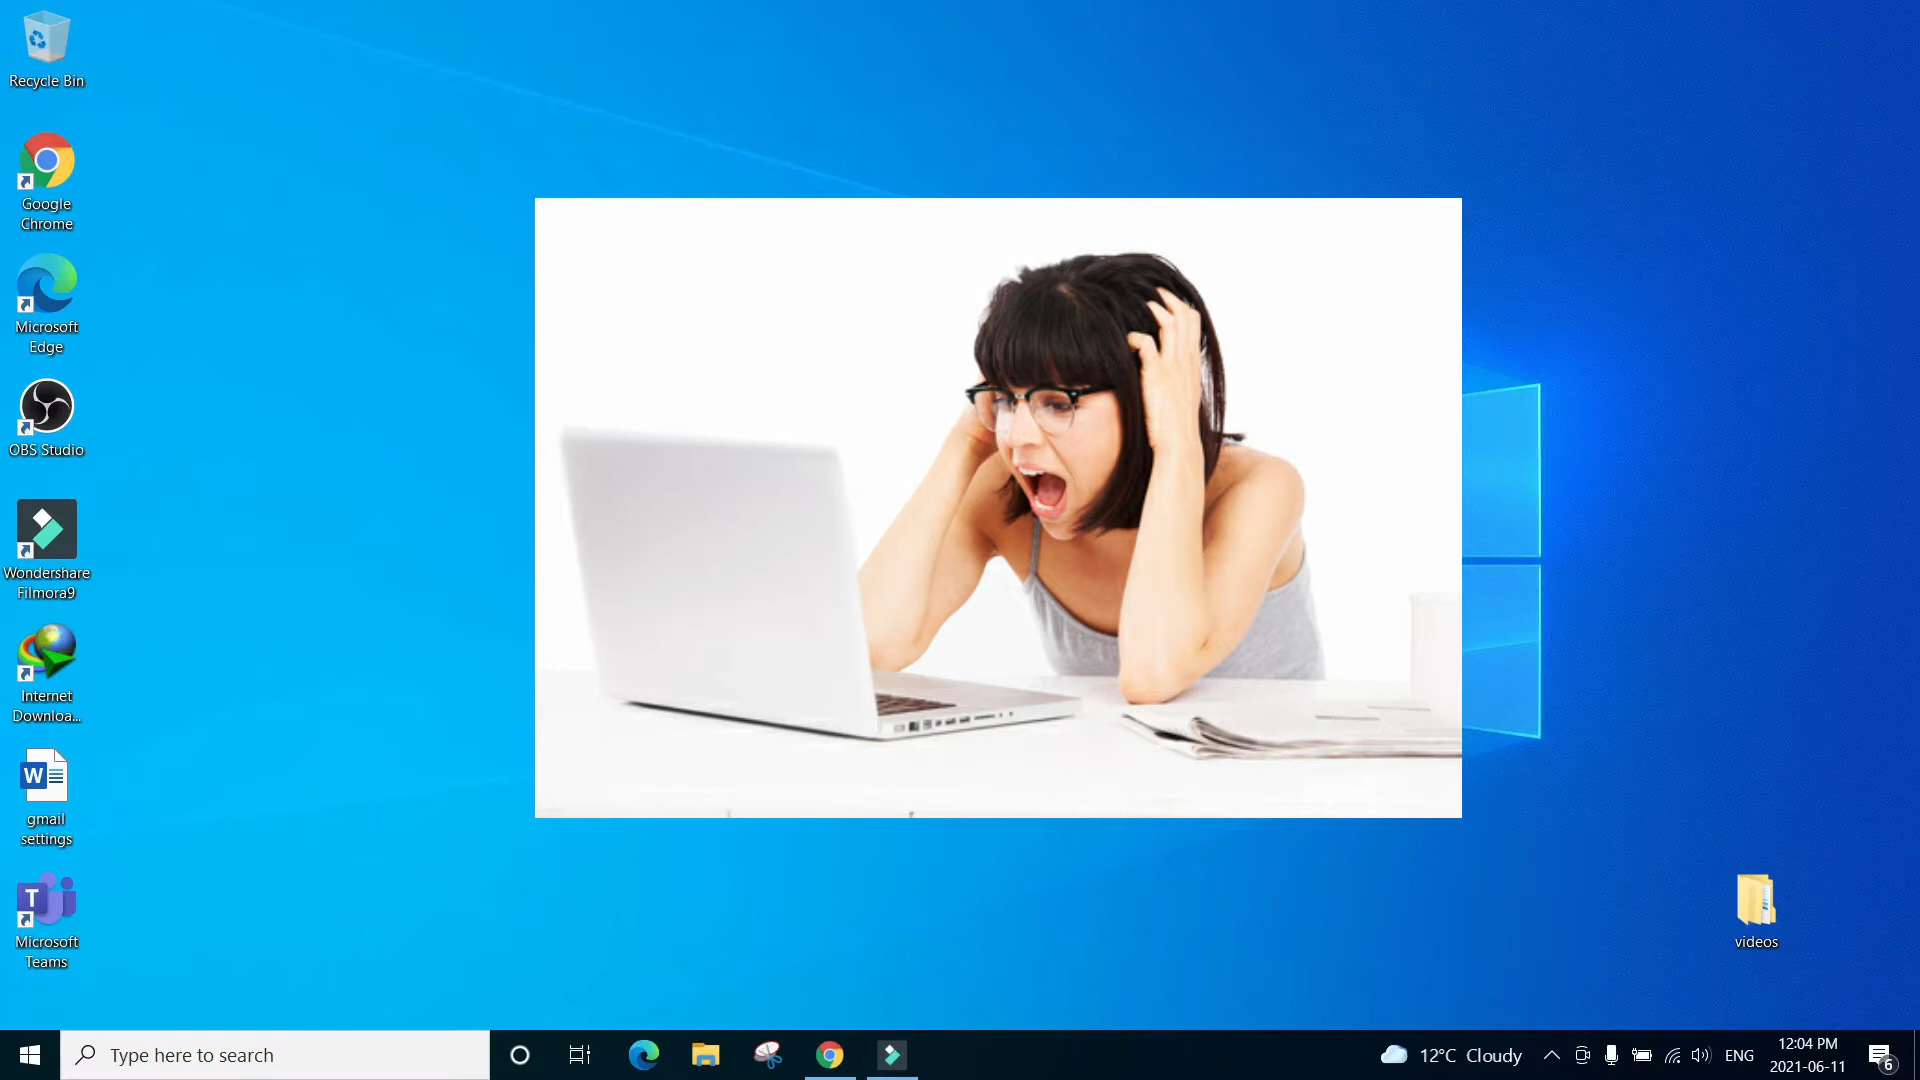 Recycle Bin
Google
Chrome
Microsoft
Edge
OBS Studio
Wondershare
Filmora9
Internet
Downloa...
W
gmail
settings
T
Microsoft
Teams
videos
Type here to search
12°C Cloudy
ENG
12:04 PM
2021-06-11
6